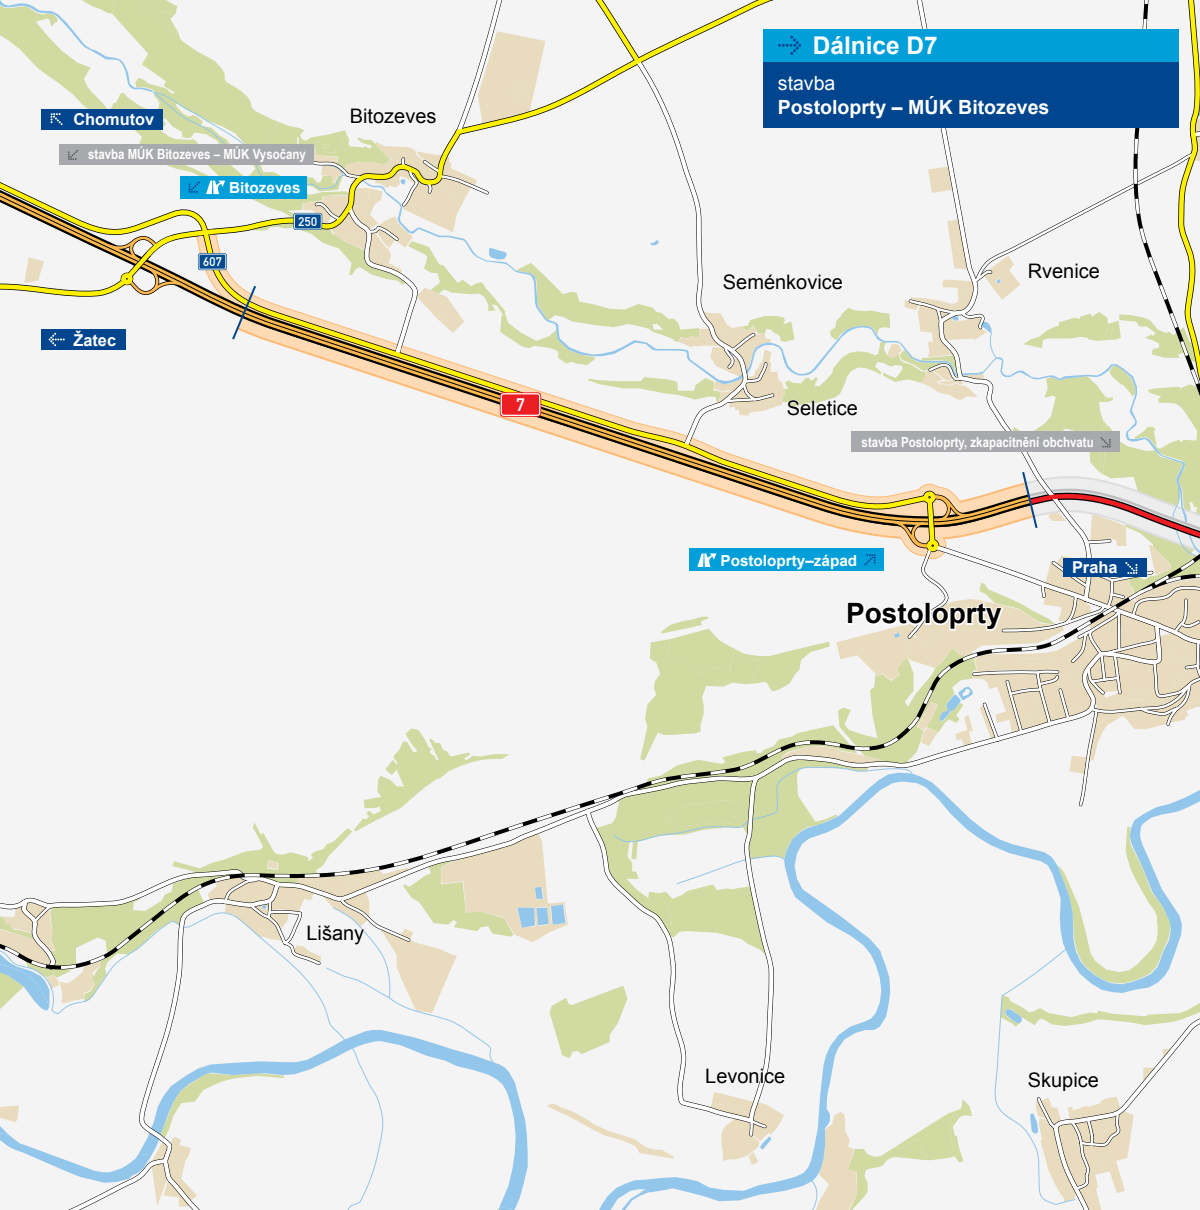 Dálnice D7
stavba
Postoloprty – MÚK Bitozeves
Chomutov
Bitozeves
stavba MÚK Bitozeves – MÚK Vysočany
Bitozeves
250
607
Rvenice
Seménkovice
Žatec
7
Seletice
stavba Postoloprty, zkapacitnění obchvatu
Postoloprty–západ
Praha
Postoloprty
Lišany
Levonice
Skupice